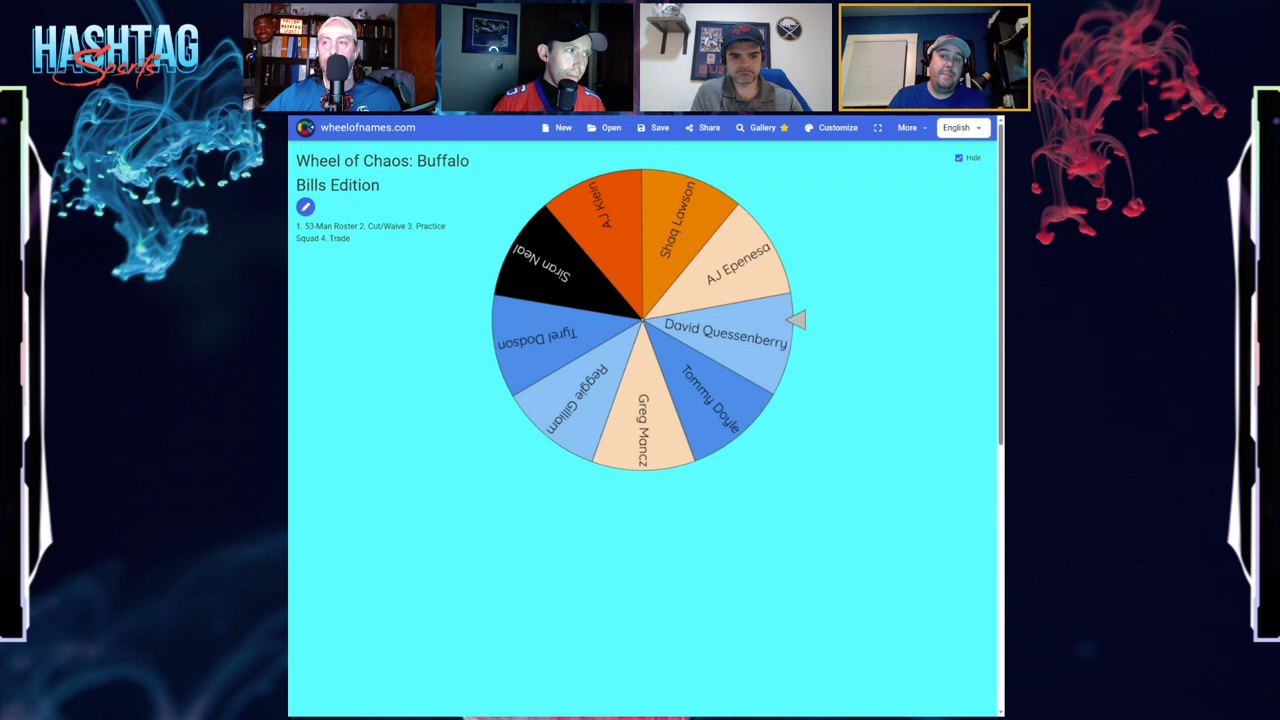 HASHTAG
Sports
wheelofnames.com
New
Open
Save
Share
Gallery
Customize
More
English
Wheel of Chaos: Buffalo
Bills Edition
Hide
1. 53-Man Roster 2. Cut/Waive 3. Practice
Squad 4. Trade
AJ Klein
Shaq Lawson
AJ Epenesa
David Quessenberry
Tommy Doyle
Greg Mancz
Reggie Gilliam
Tyrel Dodson
Siran Neal